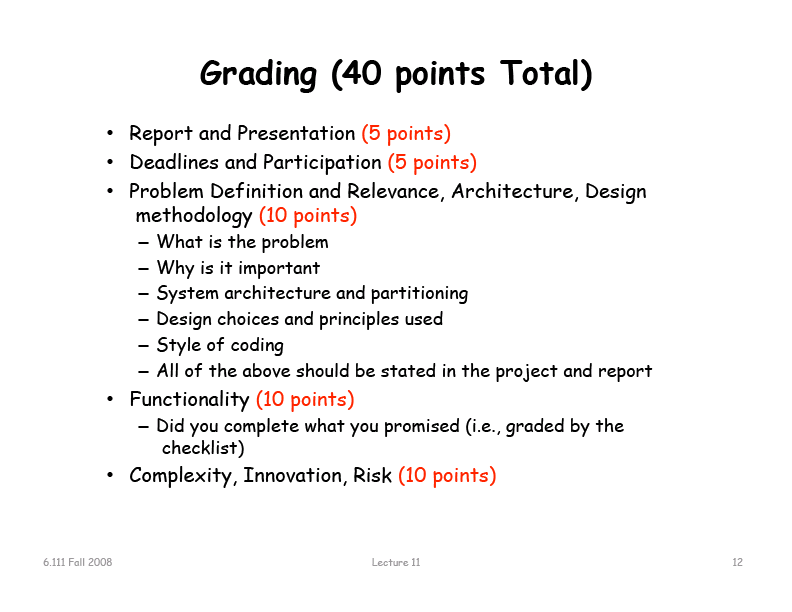 Grading (40 points Total)
• Report and Presentation (5 points)
• Deadlines and Participation (5 points)
• Problem Definition and Relevance, Architecture, Design
methodology (10 points)
– What is the problem
– Why is it important
– System architecture and partitioning
– Design choices and principles used
– Style of coding
– All of the above should be stated in the project and report
• Functionality (10 points)
– Did you complete what you promised (i.e., graded by the
checklist)
• Complexity, Innovation, Risk (10 points)
6.111 Fall 2008 Lecture 11 12